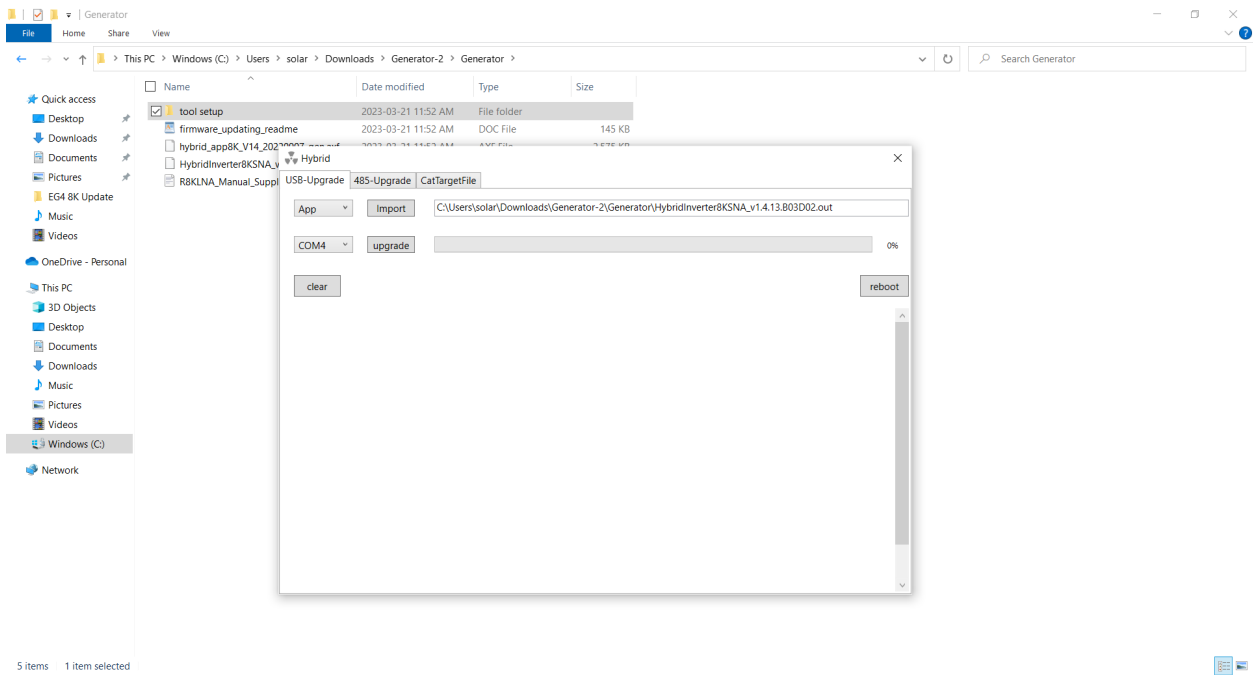 Generator
File Home Share View
This PC > Windows (C:) > Users > solar > Downloads > Generator-2 > Generator >
Search Generator
Quick access
Desktop
Downloads
Documents
Pictures
EG4 8K Update
Music
Videos
OneDrive - Personal
This PC
3D Objects
Desktop
Documents
Downloads
Music
Pictures
Videos
Windows (C:)
Network
Name Date modified Type Size
tool setup 2023-03-21 11:52 AM File folder
firmware_updating_readme 2023-03-21 11:52 AM DOC File 145 KB
HybridInverter8KSNA_v
R8KLNA_Manual_Suppl
Hybrid
USB-Upgrade 485-Upgrade CatTargetFile
App Import C:\Users\solar\Downloads\Generator-2\Generator\HybridInverter8KSNA_v1.4.13.B03D02.out
COM4 upgrade 0%
clear reboot
5 items 1 item selected